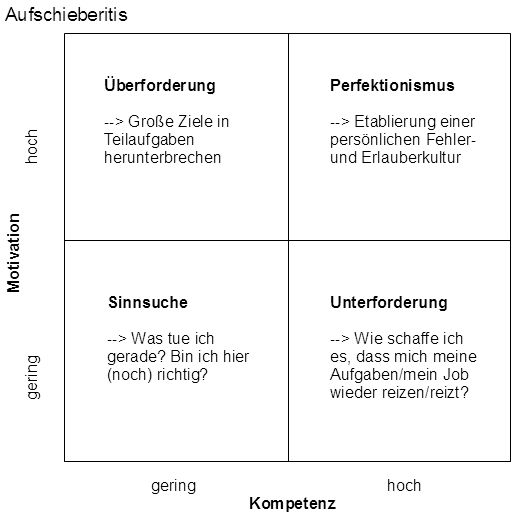 Aufschieberitis
Überforderung
--> Große Ziele in
Teilaufgaben
herunterbrechen
Perfektionismus
--> Etablierung einer
persönlichen Fehler-
und Erlauberkultur
hoch
Motivation
gering
Sinnsuche
--> Was tue ich
gerade? Bin ich hier
(noch) richtig?
Unterforderung
--> Wie schaffe ich
es, dass mich meine
Aufgaben/mein Job
wieder reizen/reizt?
gering
hoch
Kompetenz